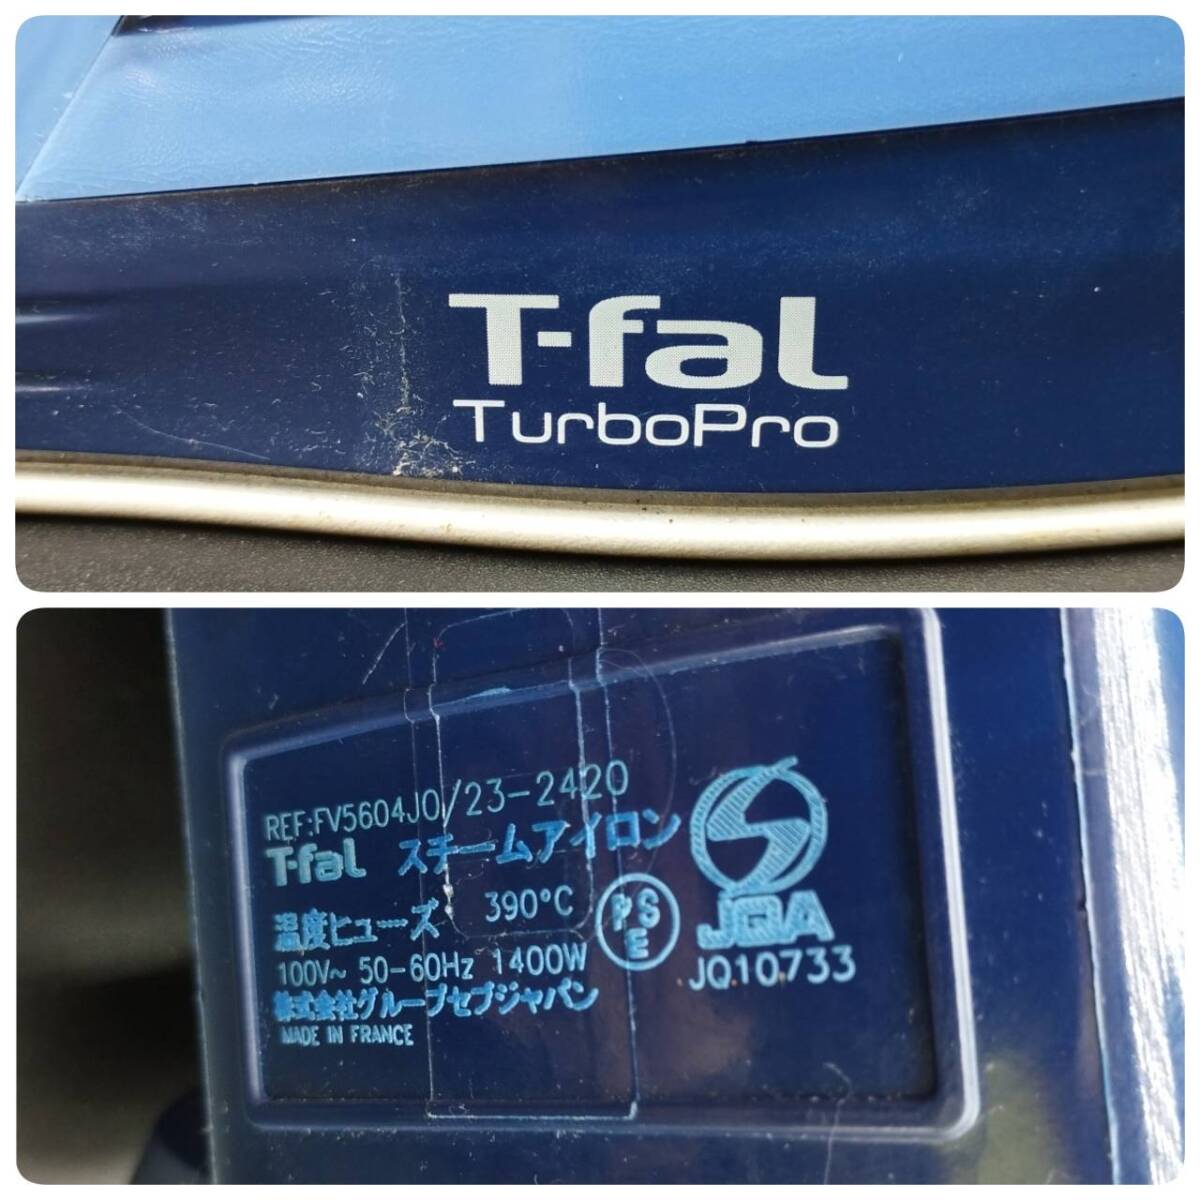 T-fal
TurboPro
REF:FV5604J0/23-2420
T-fal スチームアイロン
温度ヒューズ 390°C
PSE
100V~ 50-60Hz 1400W
株式会社グループセブジャパン
MADE IN FRANCE
JQA
JQ10733